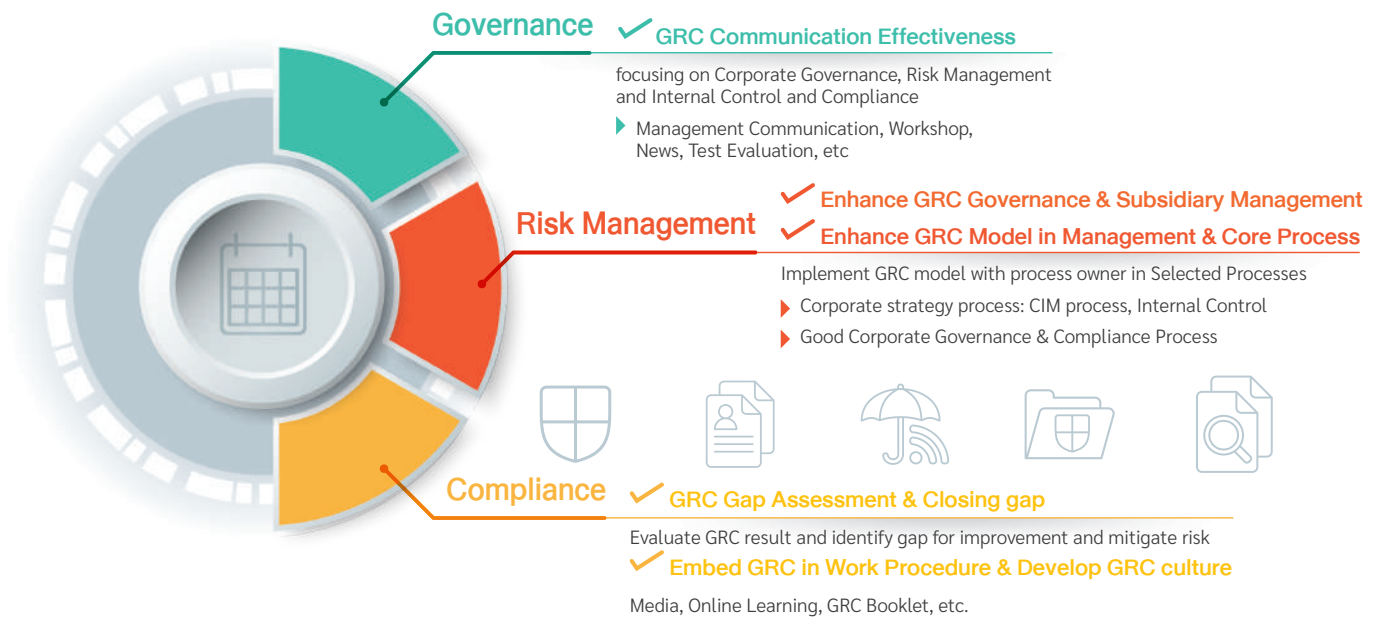 Governance
GRC Communication Effectiveness
focusing on Corporate Governance, Risk Management
and Internal Control and Compliance
Management Communication, Workshop,
News, Test Evaluation, etc
Risk Management
Enhance GRC Governance & Subsidiary Management
Enhance GRC Model in Management & Core Process
Implement GRC model with process owner in Selected Processes
Corporate strategy process: CIM process, Internal Control
Good Corporate Governance & Compliance Process
Compliance
GRC Gap Assessment & Closing gap
Evaluate GRC result and identify gap for improvement and mitigate risk
Embed GRC in Work Procedure & Develop GRC culture
Media, Online Learning, GRC Booklet, etc.